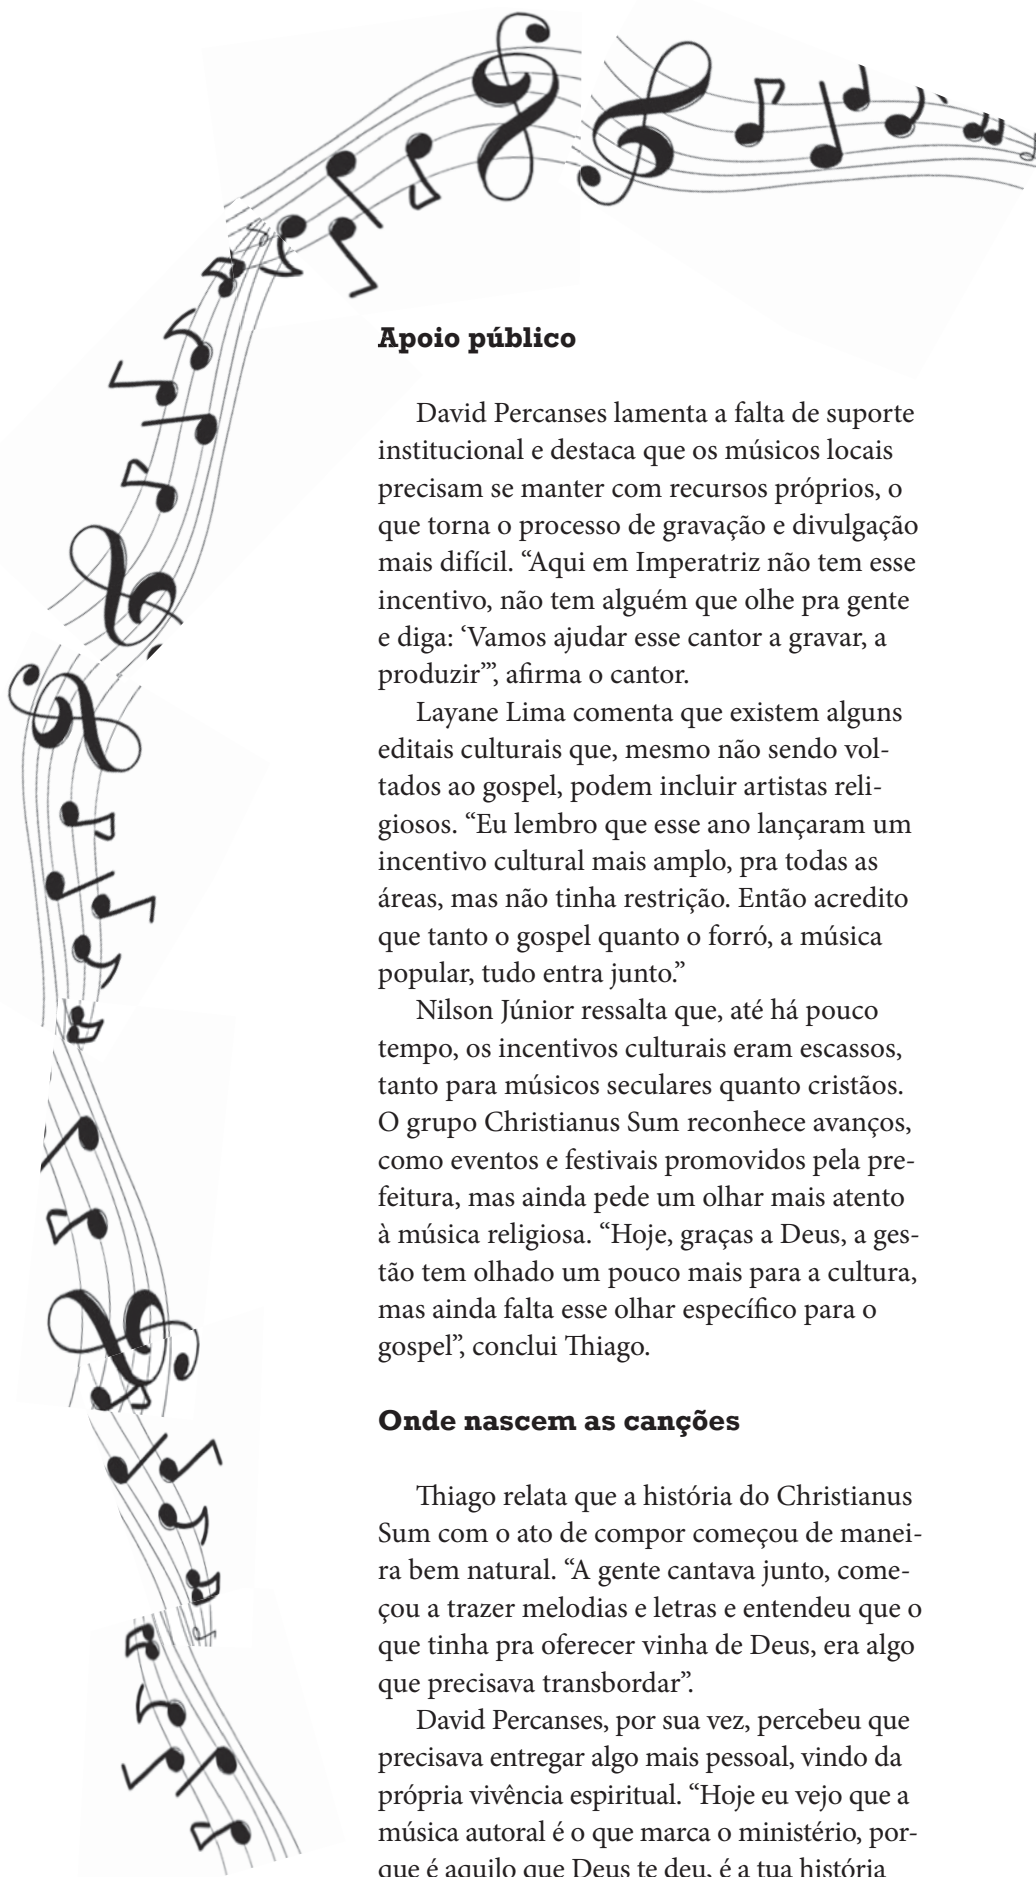 Apoio público
David Percanses lamenta a falta de suporte
institucional e destaca que os músicos locais
precisam se manter com recursos próprios, o
que torna o processo de gravação e divulgação
mais difícil. “Aqui em Imperatriz não tem esse
incentivo, não tem alguém que olhe pra gente
e diga: ‘Vamos ajudar esse cantor a gravar, a
produzir’”, afirma o cantor.
Layane Lima comenta que existem alguns
editais culturais que, mesmo não sendo vol-
tados ao gospel, podem incluir artistas reli-
giosos. “Eu lembro que esse ano lançaram um
incentivo cultural mais amplo, pra todas as
áreas, mas não tinha restrição. Então acredito
que tanto o gospel quanto o forró, a música
popular, tudo entra junto.”
Nilson Júnior ressalta que, até há pouco
tempo, os incentivos culturais eram escassos,
tanto para músicos seculares quanto cristãos.
O grupo Christianus Sum reconhece avanços,
como eventos e festivais promovidos pela pre-
feitura, mas ainda pede um olhar mais atento
à música religiosa. “Hoje, graças a Deus, a ges-
tão tem olhado um pouco mais para a cultura,
mas ainda falta esse olhar específico para o
gospel”, conclui Thiago.
Onde nascem as canções
Thiago relata que a história do Christianus
Sum com o ato de compor começou de manei-
ra bem natural. “A gente cantava junto, come-
çou a trazer melodias e letras e entendeu que o
que tinha pra oferecer vinha de Deus, era algo
que precisava transbordar”.
David Percanses, por sua vez, percebeu que
precisava entregar algo mais pessoal, vindo da
própria vivência espiritual. “Hoje eu vejo que a
música autoral é o que marca o ministério, por-
que é aquilo que Deus te deu, é a tua história